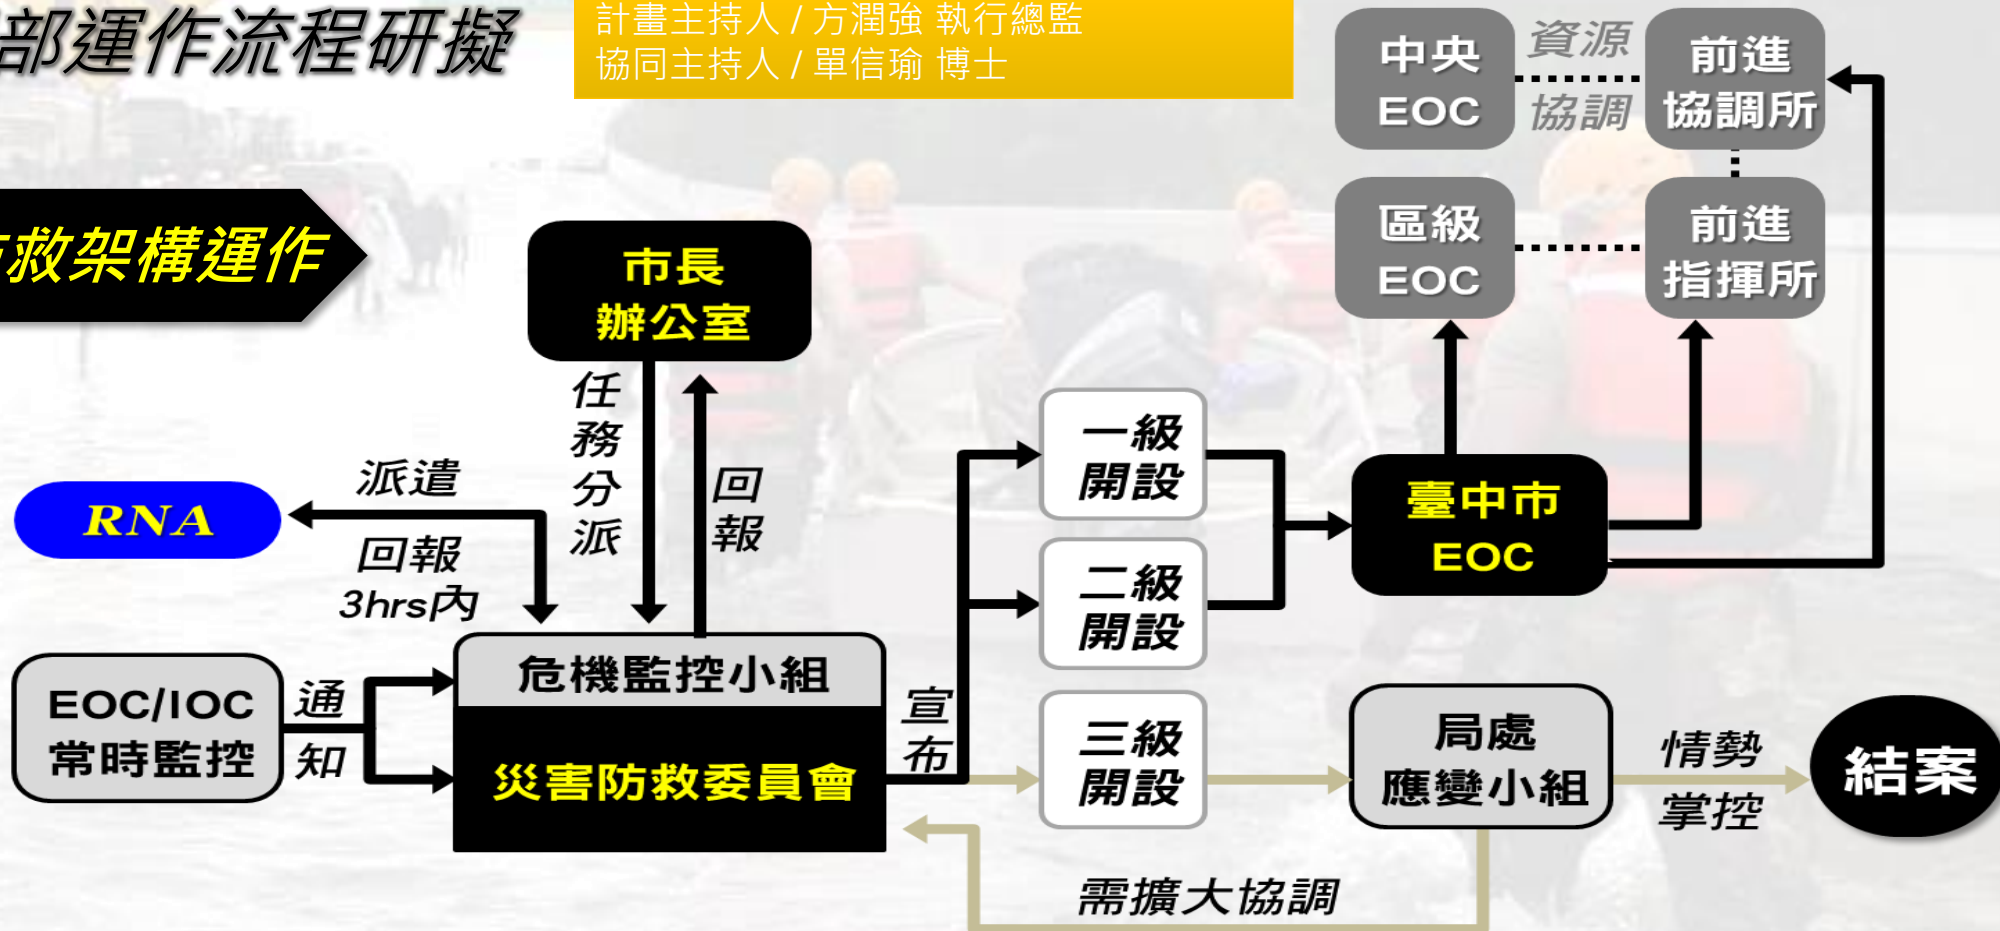 部運作流程研擬
計畫主持人 / 方潤強 執行總監
協同主持人 / 單信瑜 博士
救架構運作
中央
EOC
資源
協調
前進
協調所
區級
EOC
前進
指揮所
市長
辦公室
任務分派
回報
RNA
派遣
回報
3hrs內
EOC/IOC
常時監控
通知
危機監控小組
災害防救委員會
宣布
一級
開設
二級
開設
三級
開設
臺中市
EOC
局處
應變小組
情勢
掌控
結案
需擴大協調